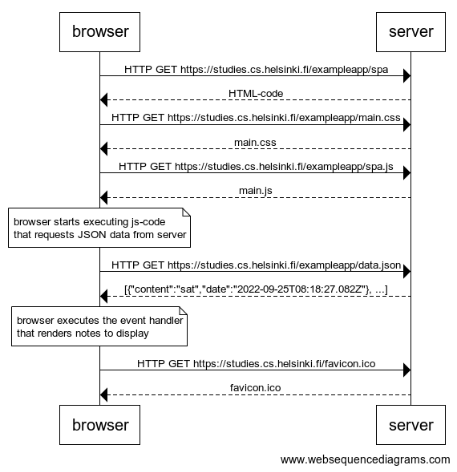 browser
server
HTTP GET https://studies.cs.helsinki.fi/exampleapp/spa
HTML-code
HTTP GET https://studies.cs.helsinki.fi/exampleapp/main.css
main.css
HTTP GET https://studies.cs.helsinki.fi/exampleapp/spa.js
main.js
browser starts executing js-code
that requests JSON data from server
HTTP GET https://studies.cs.helsinki.fi/exampleapp/data.json
[{"content":"sat","date":"2022-09-25T08:18:27.082Z"}, ...]
browser executes the event handler
that renders notes to display
HTTP GET https://studies.cs.helsinki.fi/favicon.ico
favicon.ico
browser
server
www.websequencediagrams.com